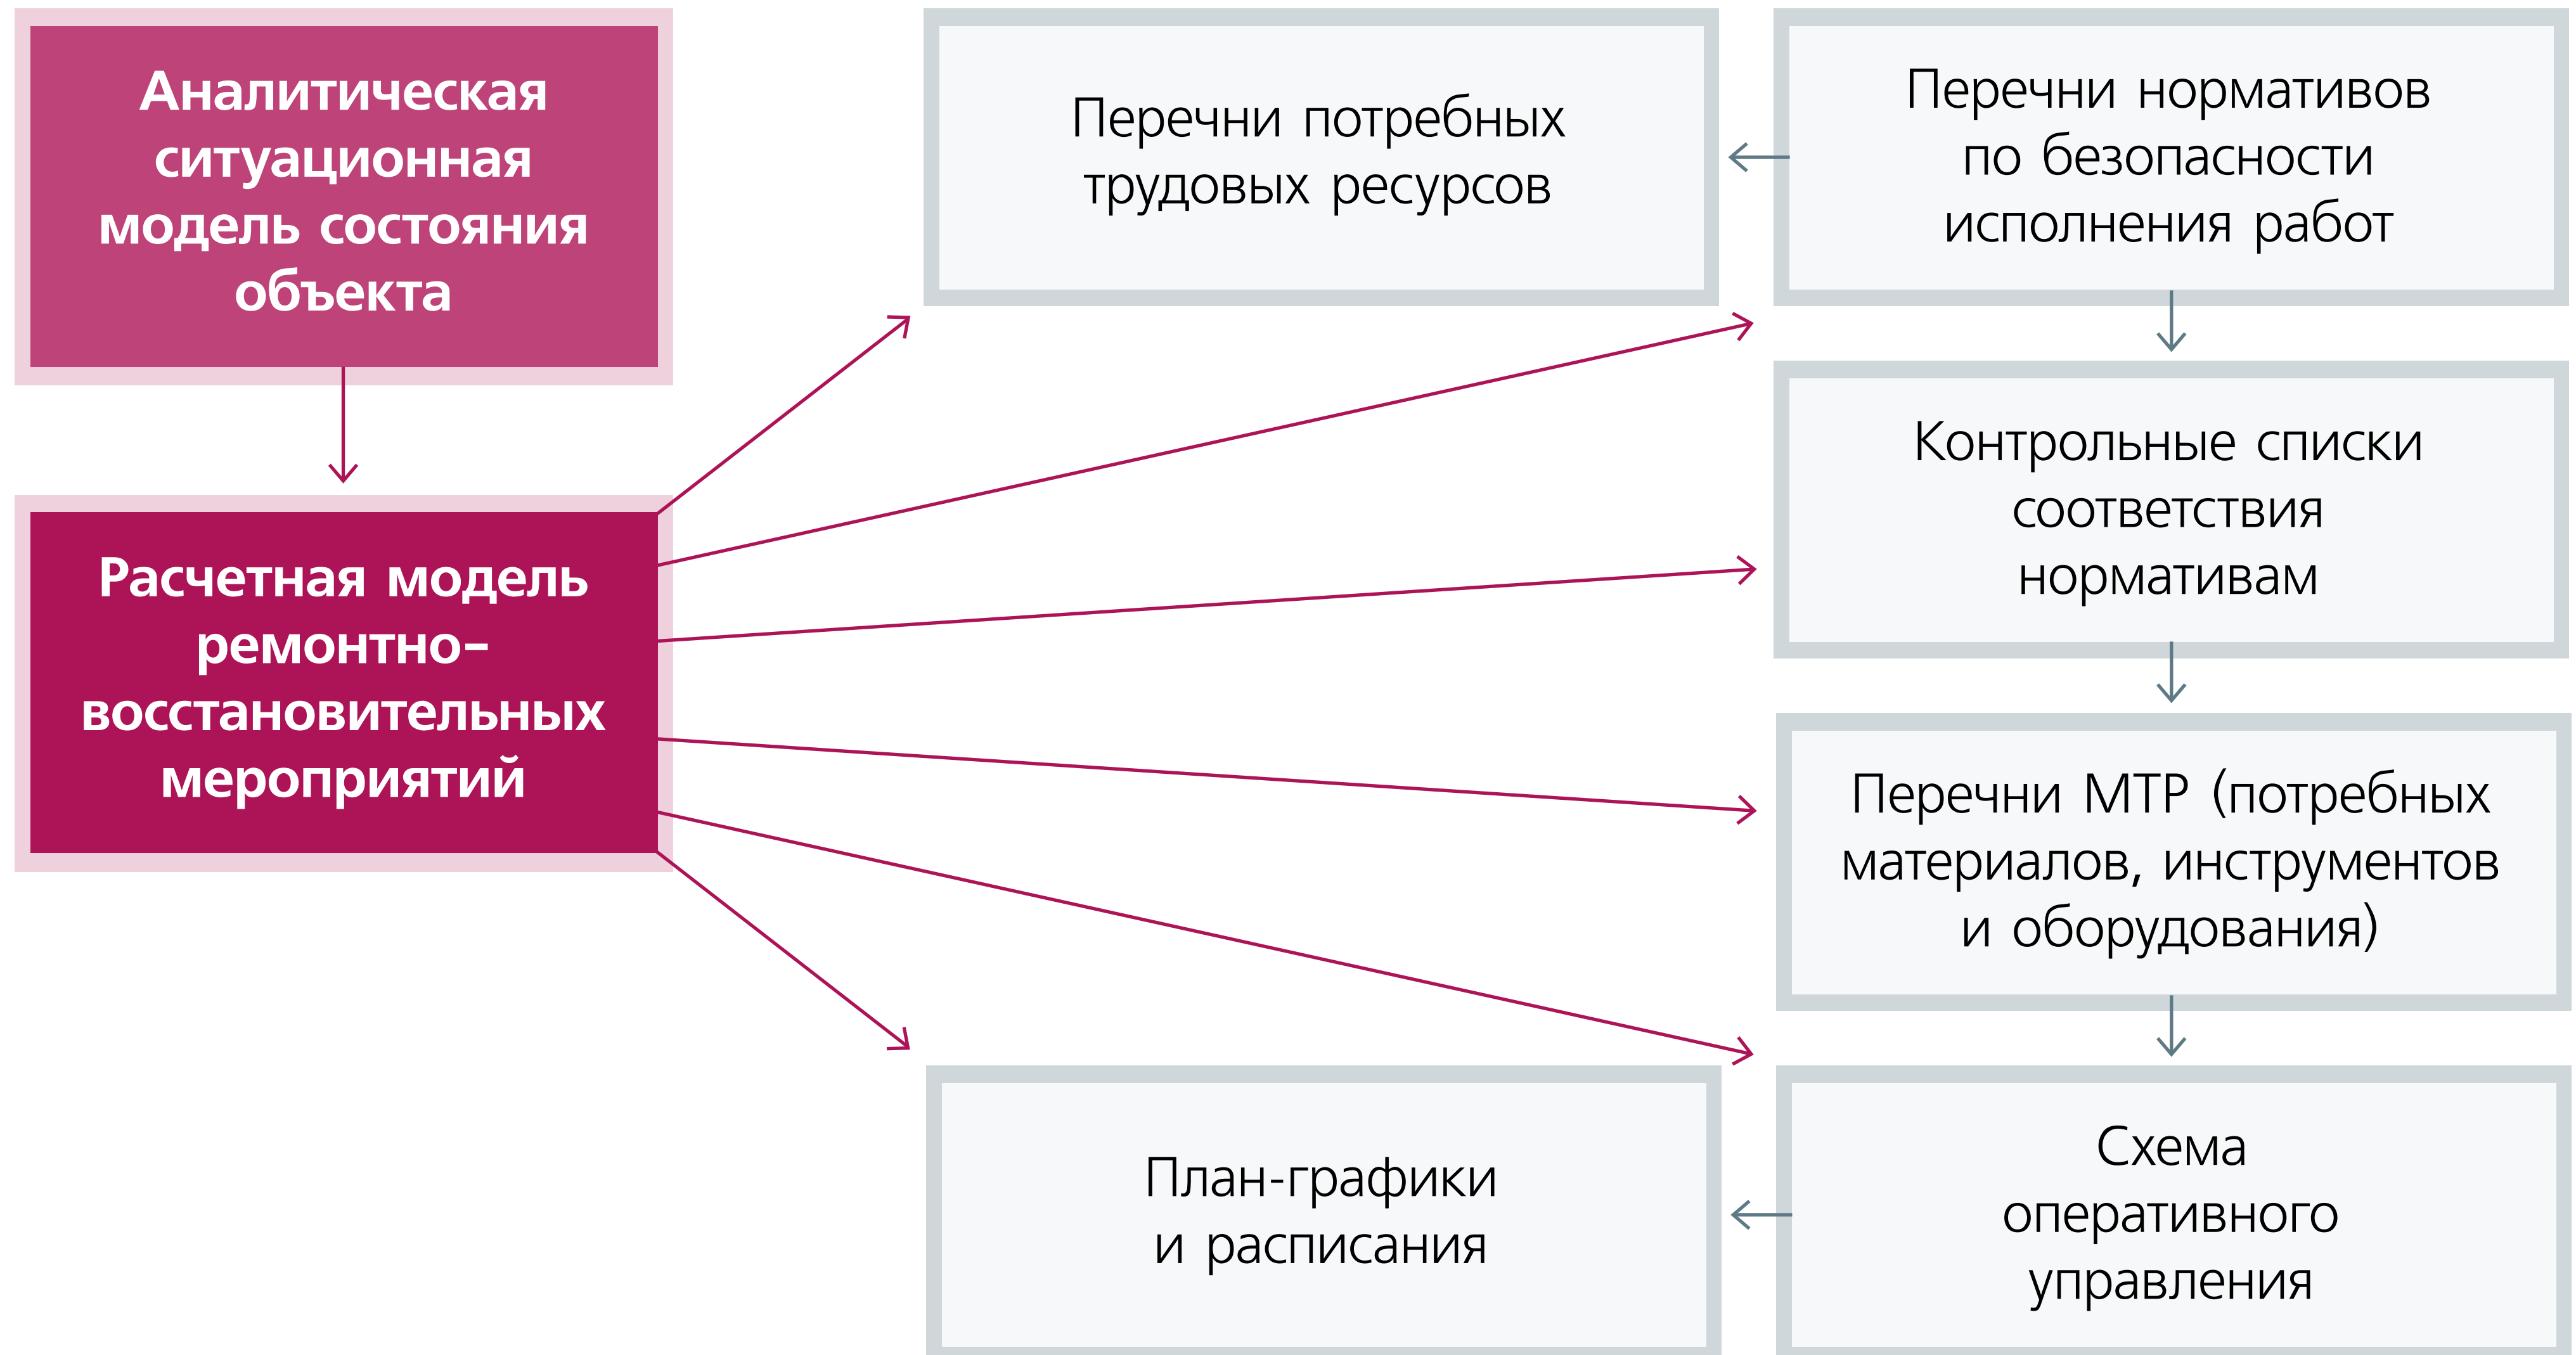 Аналитическая
ситуационная
модель состояния
объекта
Расчетная модель
ремонтно–
восстановительных
мероприятий
Перечни потребных
трудовых ресурсов
Перечни нормативов
по безопасности
исполнения работ
Контрольные списки
соответствия
нормативам
Перечни МТР (потребных
материалов, инструментов
и оборудования)
Схема
оперативного
управления
План-графики
и расписания